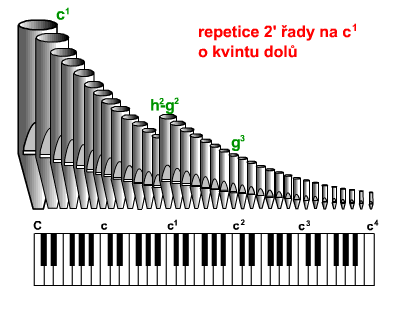 c¹
repetice 2' řady na c¹
o kvintu dolů
h²g²
g³
C c c¹ c² c³ c⁴